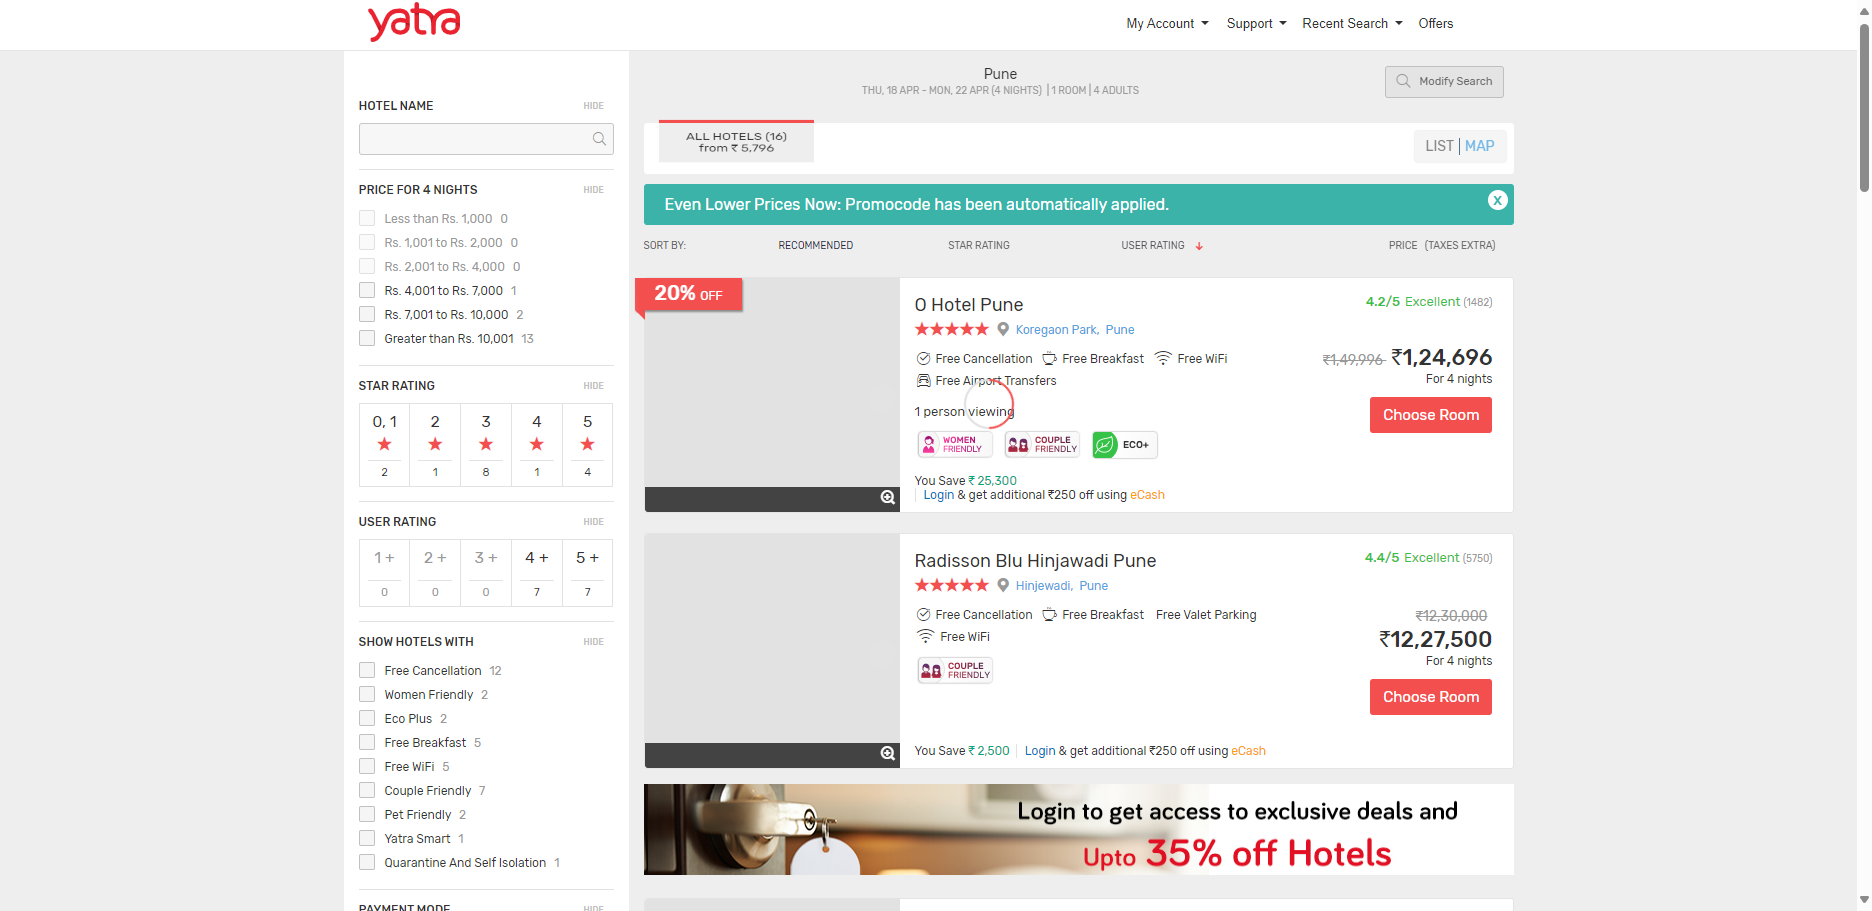 yatra
My Account Support Recent Search Offers
HOTEL NAME HIDE
PRICE FOR 4 NIGHTS HIDE
Less than Rs. 1,000 0
Rs. 1,001 to Rs. 2,000 0
Rs. 2,001 to Rs. 4,000 0
Rs. 4,001 to Rs. 7,000 1
Rs. 7,001 to Rs. 10,000 2
Greater than Rs. 10,001 13
STAR RATING HIDE
0, 1 2 3 4 5
2 1 8 1 4
USER RATING HIDE
1 + 2 + 3 + 4 + 5 +
0 0 0 7 7
SHOW HOTELS WITH HIDE
Free Cancellation 12
Women Friendly 2
Eco Plus 2
Free Breakfast 5
Free WiFi 5
Couple Friendly 7
Pet Friendly 2
Yatra Smart 1
Quarantine And Self Isolation 1
PAYMENT MODE HIDE
Pune
THU, 18 APR - MON, 22 APR (4 NIGHTS) | 1 ROOM | 4 ADULTS
Modify Search
ALL HOTELS (16)
from ₹ 5,796
LIST | MAP
Even Lower Prices Now: Promocode has been automatically applied.
X
SORT BY: RECOMMENDED STAR RATING USER RATING PRICE (TAXES EXTRA)
20% OFF
O Hotel Pune
4.2/5 Excellent (1482)
Koregaon Park, Pune
Free Cancellation Free Breakfast Free WiFi
₹1,49,996 ₹1,24,696
Free Airport Transfers
For 4 nights
1 person viewing
Choose Room
WOMEN FRIENDLY COUPLE FRIENDLY ECO+
You Save ₹ 25,300
Login & get additional ₹250 off using eCash
Radisson Blu Hinjawadi Pune
4.4/5 Excellent (5750)
Hinjewadi, Pune
Free Cancellation Free Breakfast Free Valet Parking
₹12,30,000
Free WiFi
₹12,27,500
For 4 nights
COUPLE FRIENDLY
Choose Room
You Save ₹ 2,500 Login & get additional ₹250 off using eCash
Login to get access to exclusive deals and
Upto 35% off Hotels